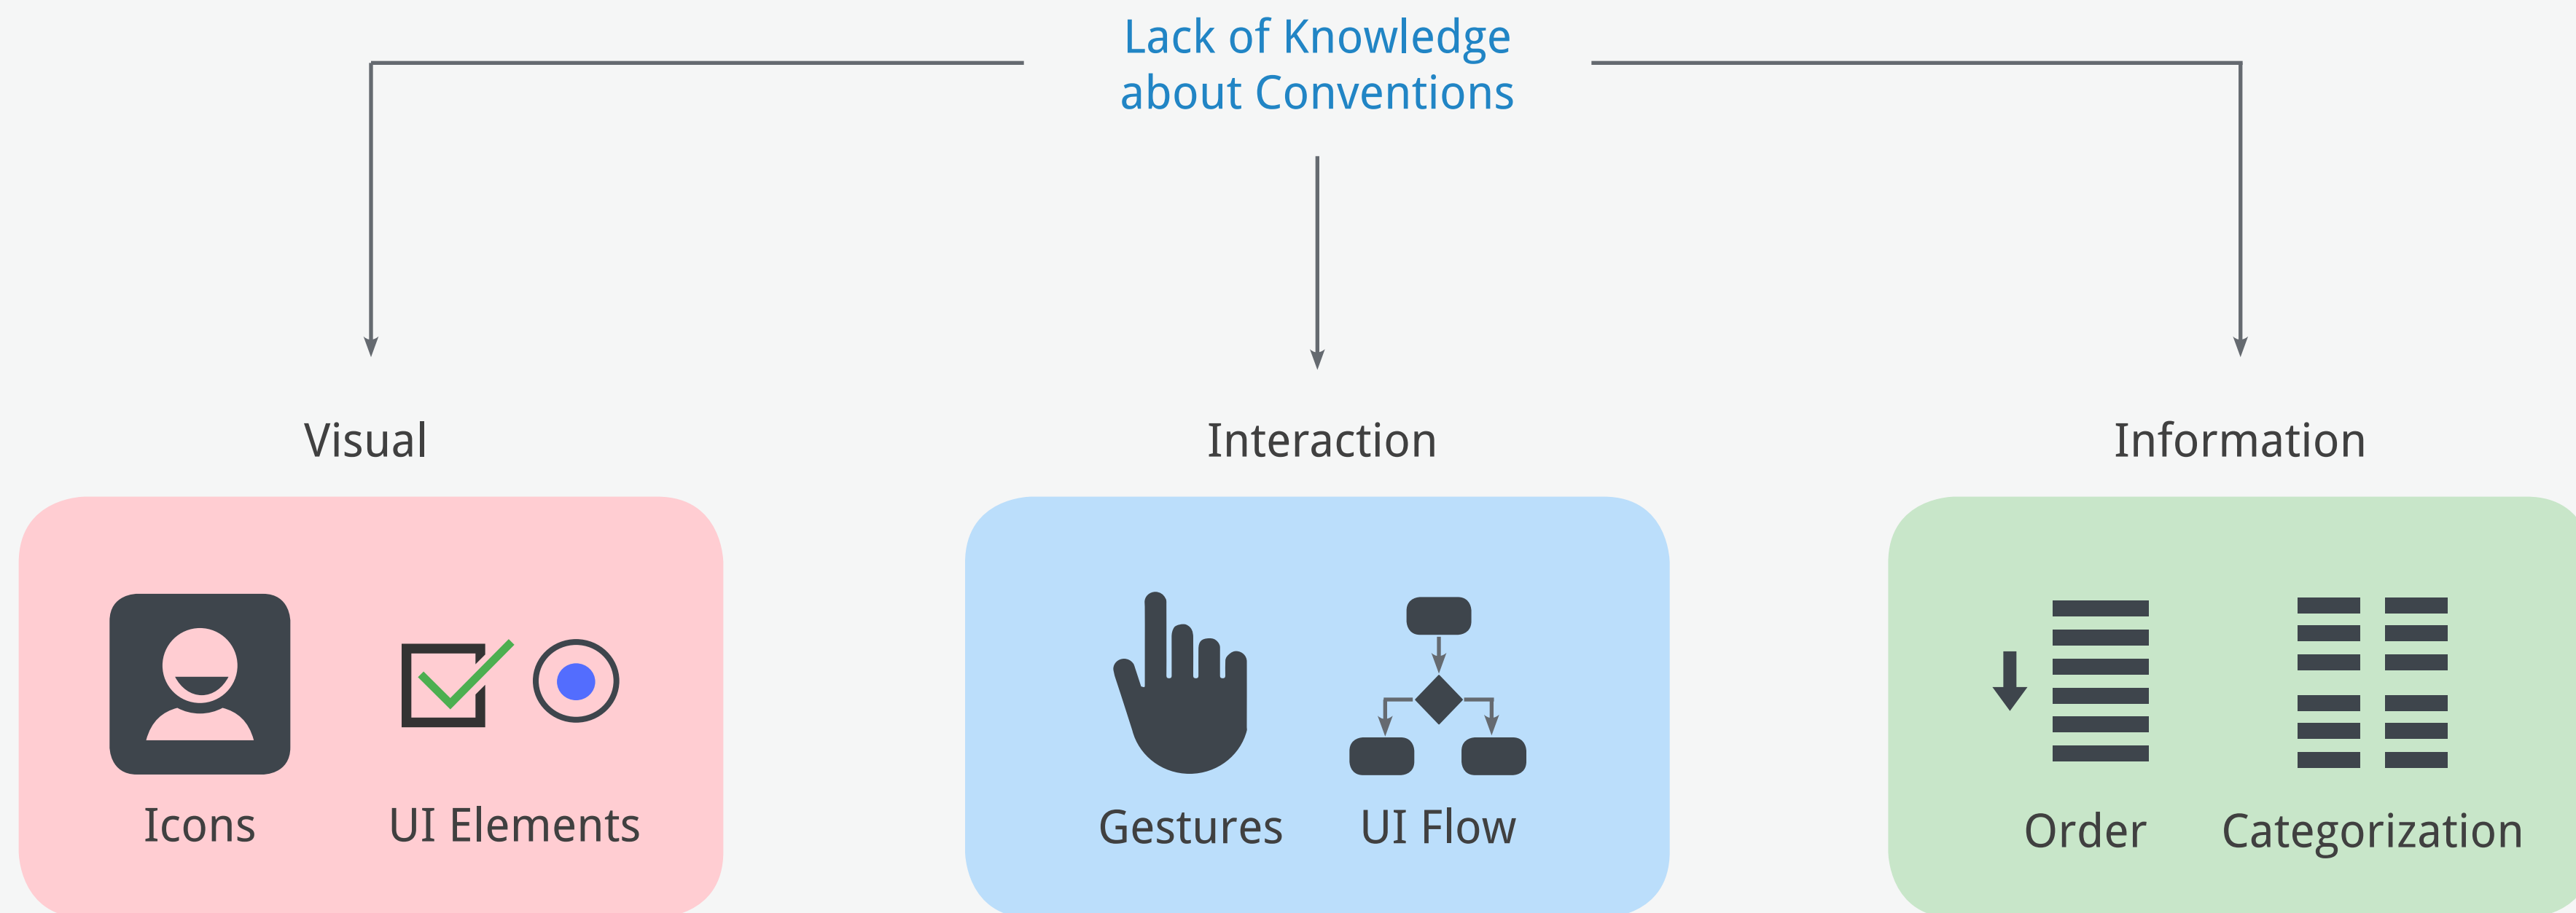 Lack of Knowledge
about Conventions
Visual
Interaction
Information
Icons
UI Elements
Gestures
UI Flow
Order
Categorization